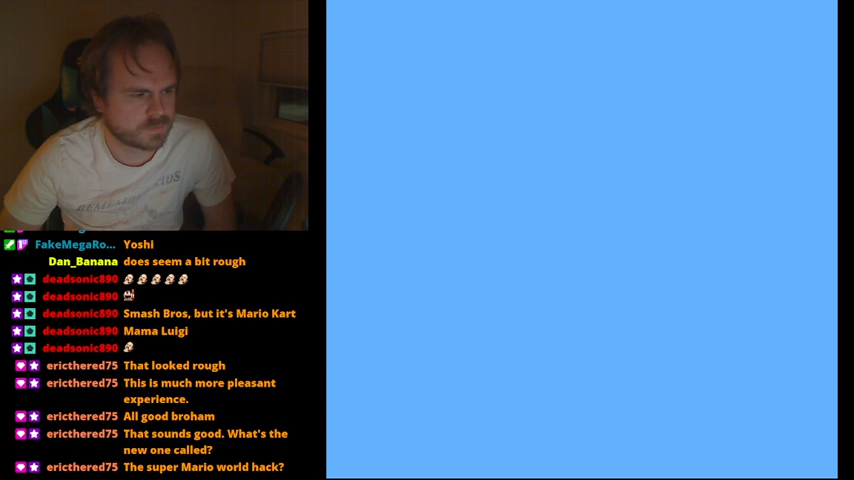 FakeMegaRo... Yoshi
Dan_Banana does seem a bit rough
deadsonic890
deadsonic890
deadsonic890 Smash Bros, but it's Mario Kart
deadsonic890 Mama Luigi
deadsonic890
ericthered75 That looked rough
ericthered75 This is much more pleasant
experience.
ericthered75 All good broham
ericthered75 That sounds good. What's the
new one called?
ericthered75 The super Mario world hack?